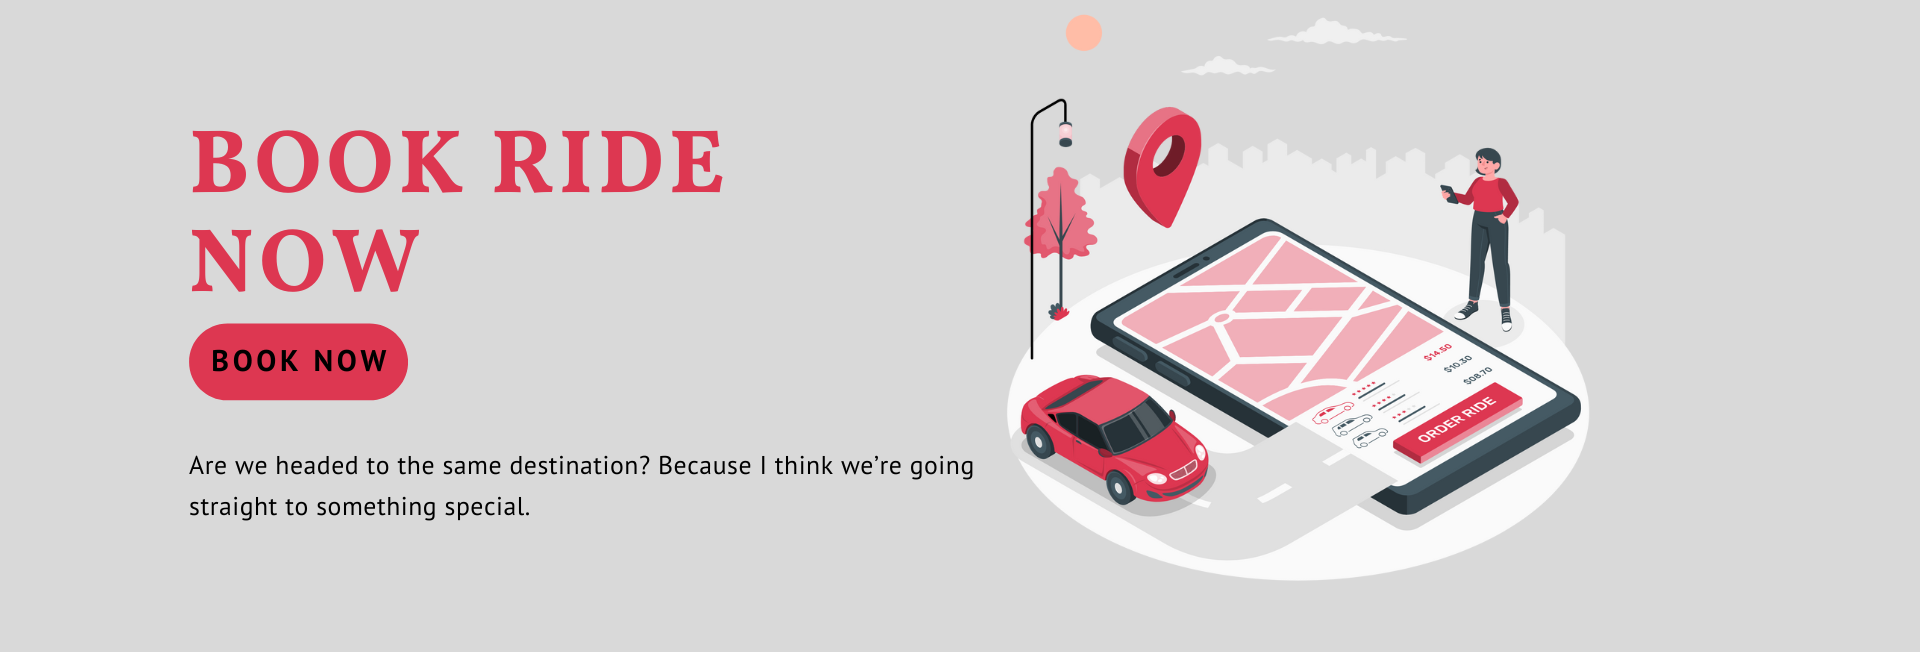 BOOK RIDE
NOW
BOOK NOW
Are we headed to the same destination? Because I think we’re going
straight to something special.
$14.50
$10.30
$08.70
ORDER RIDE